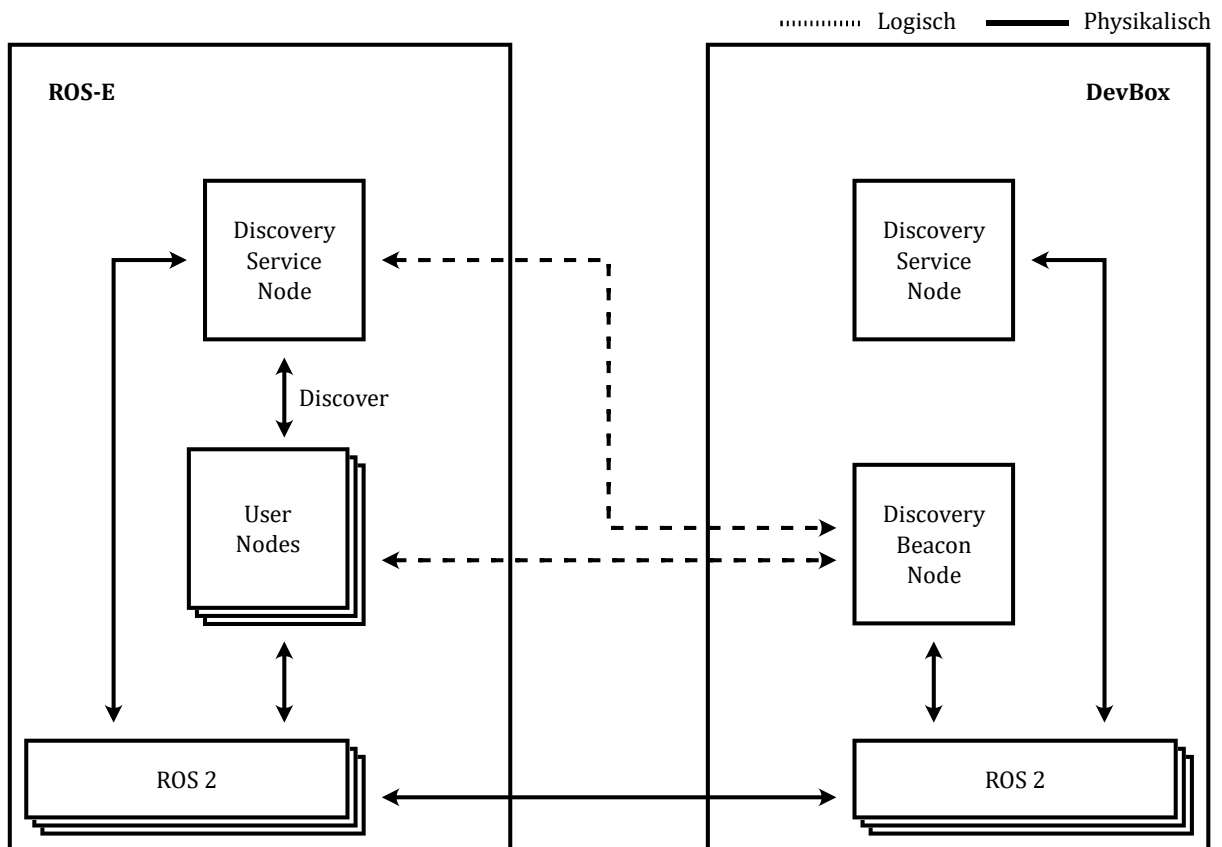 Logisch
Physikalisch
ROS-E
DevBox
Discovery
Service
Node
Discovery
Service
Node
Discover
User
Nodes
Discovery
Beacon
Node
ROS 2
ROS 2